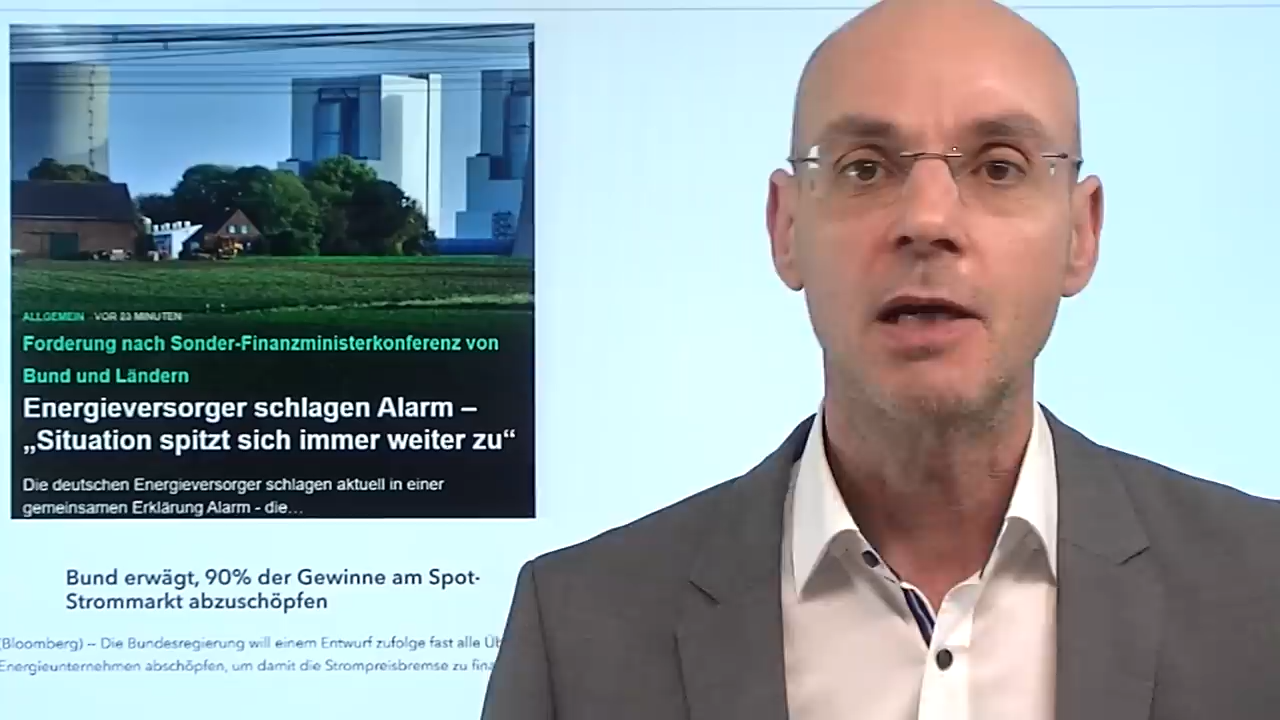 ALLGEMEIN - VOR 23 MINUTEN
Forderung nach Sonder-Finanzministerkonferenz von
Bund und Ländern
Energieversorger schlagen Alarm –
„Situation spitzt sich immer weiter zu“
Die deutschen Energieversorger schlagen aktuell in einer
gemeinsamen Erklärung Alarm - die…
Bund erwägt, 90% der Gewinne am Spot-
Strommarkt abzuschöpfen
(Bloomberg) -- Die Bundesregierung will einem Entwurf zufolge fast alle
Energieunternehmen abschöpfen, um damit die Strompreisbremse zu